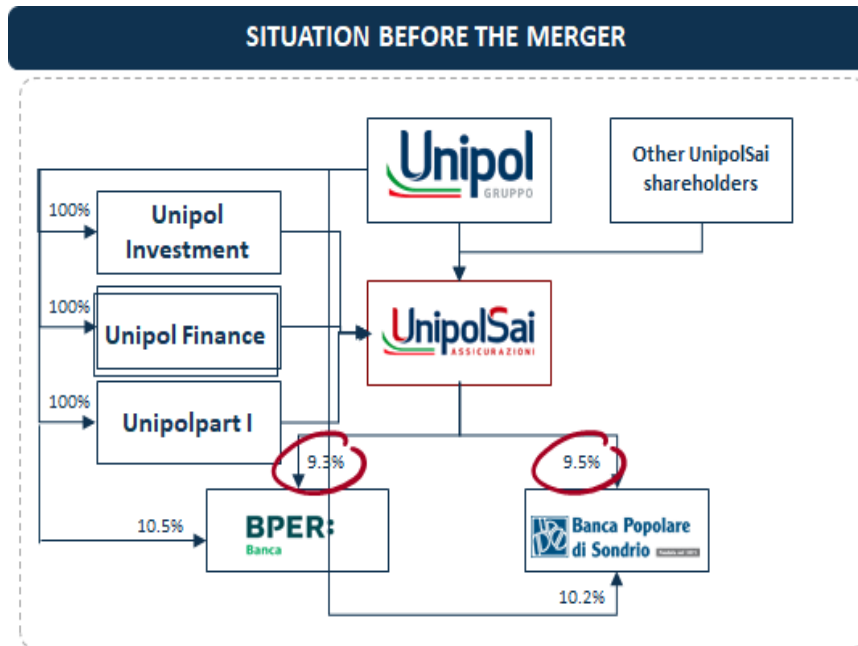 SITUATION BEFORE THE MERGER
Unipol
GRUPPO
Other UnipolSai
shareholders
100%
Unipol
Investment
100%
Unipol Finance
UnipolSai
ASSICURAZIONI
100%
Unipolpart I
9.3%
9.5%
10.5%
BPER:
Banca
Banca Popolare
di Sondrio
10.2%